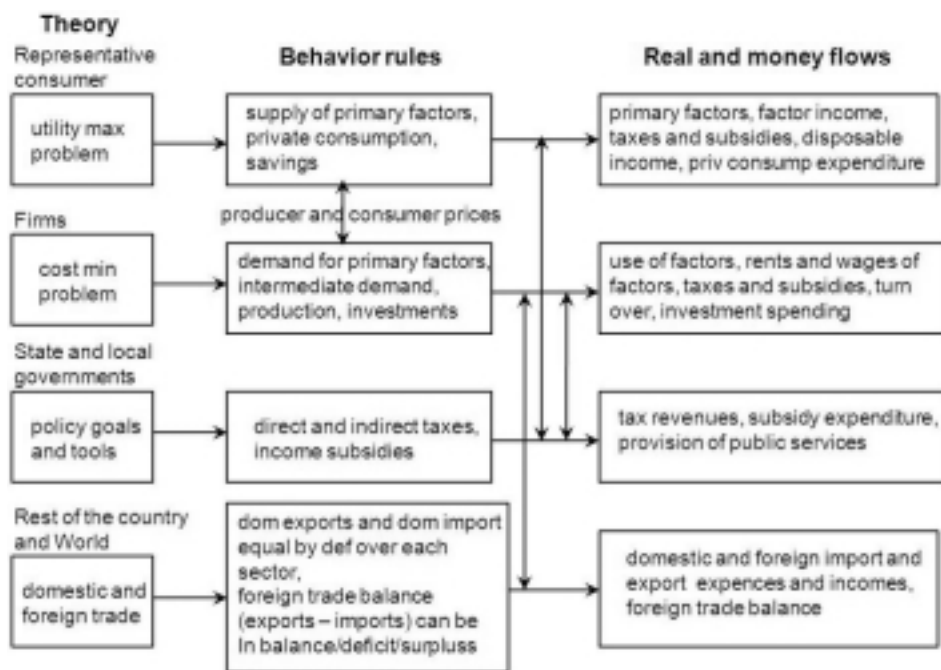 Theory
Behavior rules
Real and money flows
Representative
consumer
utility max
problem
supply of primary factors,
private consumption,
savings
primary factors, factor income,
taxes and subsidies, disposable
income, priv consump expenditure
producer and consumer prices
Firms
cost min
problem
demand for primary factors,
intermediate demand,
production, investments
use of factors, rents and wages of
factors, taxes and subsidies, turn
over, investment spending
State and local
governments
policy goals
and tools
direct and indirect taxes,
income subsidies
tax revenues, subsidy expenditure,
provision of public services
Rest of the country
and World
domestic and
foreign trade
dom exports and dom import
equal by def over each
sector,
foreign trade balance
(exports – imports) can be
In balance/deficit/surpluss
domestic and foreign import and
export expences and incomes,
foreign trade balance